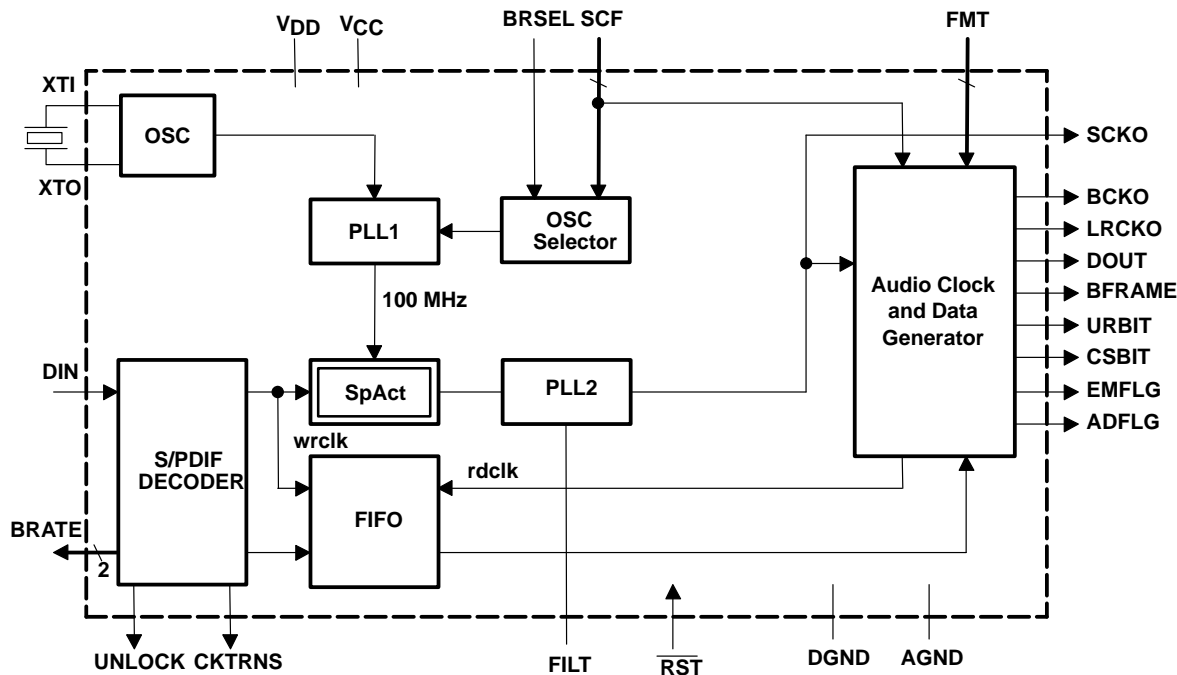 BRSEL SCF
FMT
VDD
VCC
XTI
OSC
XTO
SCKO
PLL1
OSC
Selector
BCKO
LRCKO
DOUT
BFRAME
URBIT
CSBIT
EMFLG
ADFLG
Audio Clock
and Data
Generator
100 MHz
DIN
SpAct
PLL2
wrclk
rdclk
S/PDIF
DECODER
FIFO
BRATE
2
UNLOCK CKTRNS
FILT
RST
DGND
AGND